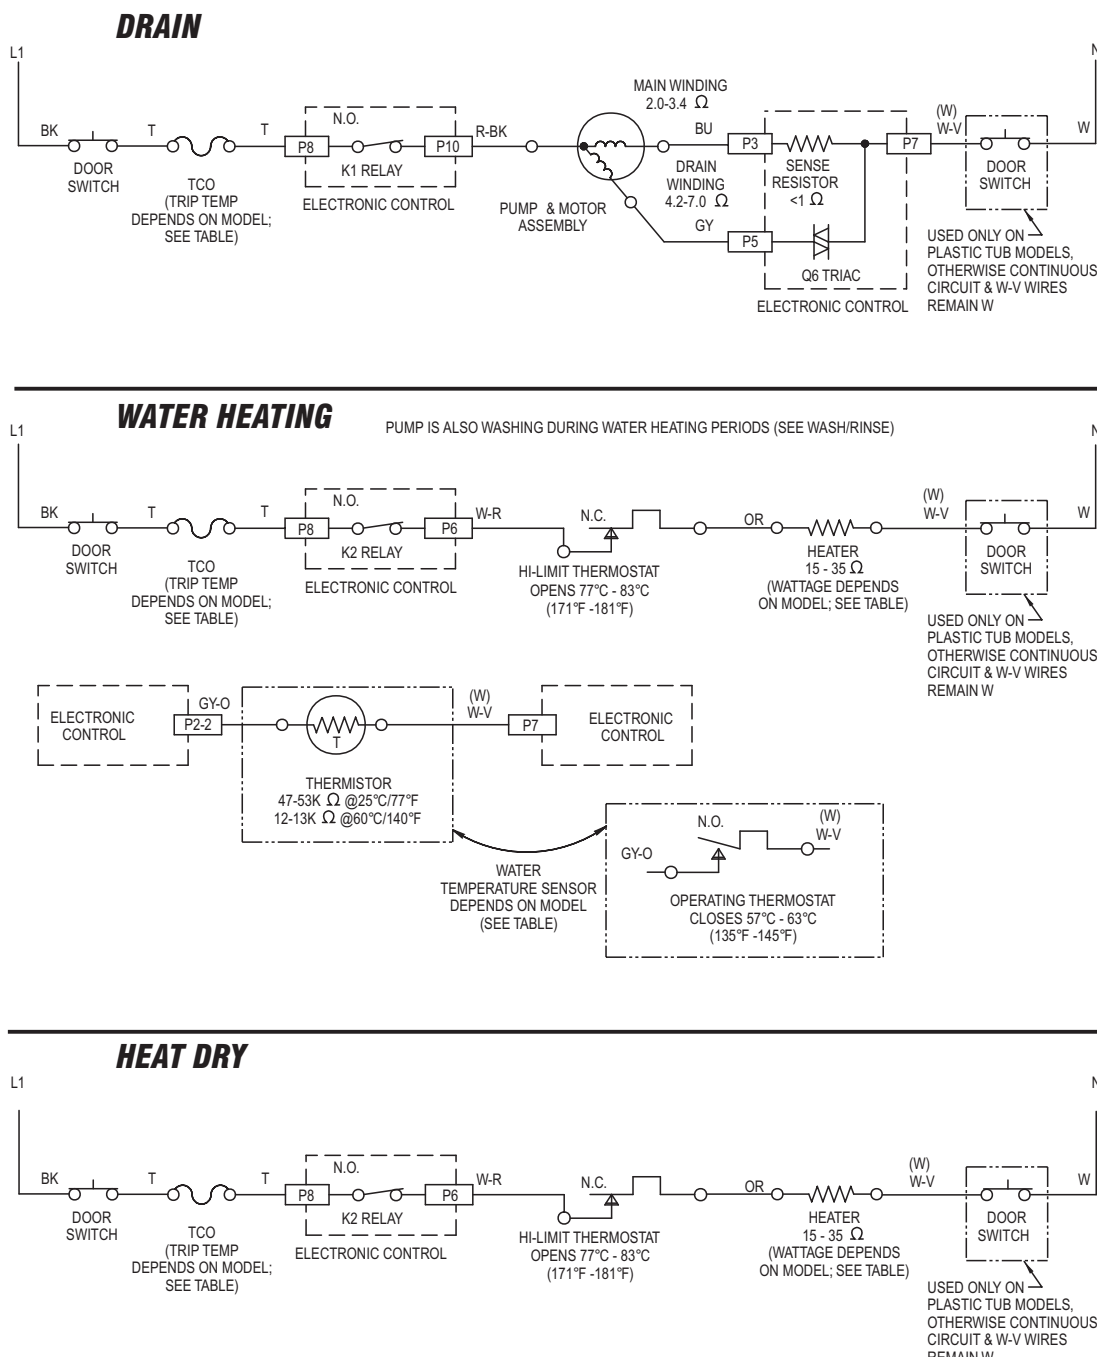 DRAIN
L1
N
MAIN WINDING
2.0-3.4 Ω
BK
T
T
N.O.
P8
P10
R-BK
BU
P3
P7
(W)
W-V
W
DOOR
SWITCH
TCO
(TRIP TEMP
DEPENDS ON MODEL;
SEE TABLE)
K1 RELAY
ELECTRONIC CONTROL
PUMP & MOTOR
ASSEMBLY
DRAIN
WINDING
4.2-7.0 Ω
GY
P5
SENSE
RESISTOR
<1 Ω
Q6 TRIAC
ELECTRONIC CONTROL
DOOR
SWITCH
USED ONLY ON
PLASTIC TUB MODELS,
OTHERWISE CONTINUOUS
CIRCUIT & W-V WIRES
REMAIN W
WATER HEATING
PUMP IS ALSO WASHING DURING WATER HEATING PERIODS (SEE WASH/RINSE)
L1
N
BK
T
T
N.O.
P8
P6
W-R
N.C.
OR
(W)
W-V
W
DOOR
SWITCH
TCO
(TRIP TEMP
DEPENDS ON MODEL;
SEE TABLE)
K2 RELAY
ELECTRONIC CONTROL
HI-LIMIT THERMOSTAT
OPENS 77°C - 83°C
(171°F -181°F)
HEATER
15 - 35 Ω
(WATTAGE DEPENDS
ON MODEL; SEE TABLE)
DOOR
SWITCH
USED ONLY ON
PLASTIC TUB MODELS,
OTHERWISE CONTINUOUS
CIRCUIT & W-V WIRES
REMAIN W
ELECTRONIC
CONTROL
GY-O
P2-2
T
(W)
W-V
P7
ELECTRONIC
CONTROL
THERMISTOR
47-53K Ω @25°C/77°F
12-13K Ω @60°C/140°F
WATER
TEMPERATURE SENSOR
DEPENDS ON MODEL
(SEE TABLE)
N.O.
(W)
W-V
GY-O
OPERATING THERMOSTAT
CLOSES 57°C - 63°C
(135°F -145°F)
HEAT DRY
L1
N
BK
T
T
N.O.
P8
P6
W-R
N.C.
OR
(W)
W-V
W
DOOR
SWITCH
TCO
(TRIP TEMP
DEPENDS ON MODEL;
SEE TABLE)
K2 RELAY
ELECTRONIC CONTROL
HI-LIMIT THERMOSTAT
OPENS 77°C - 83°C
(171°F -181°F)
HEATER
15 - 35 Ω
(WATTAGE DEPENDS
ON MODEL; SEE TABLE)
DOOR
SWITCH
USED ONLY ON
PLASTIC TUB MODELS,
OTHERWISE CONTINUOUS
CIRCUIT & W-V WIRES
REMAIN W